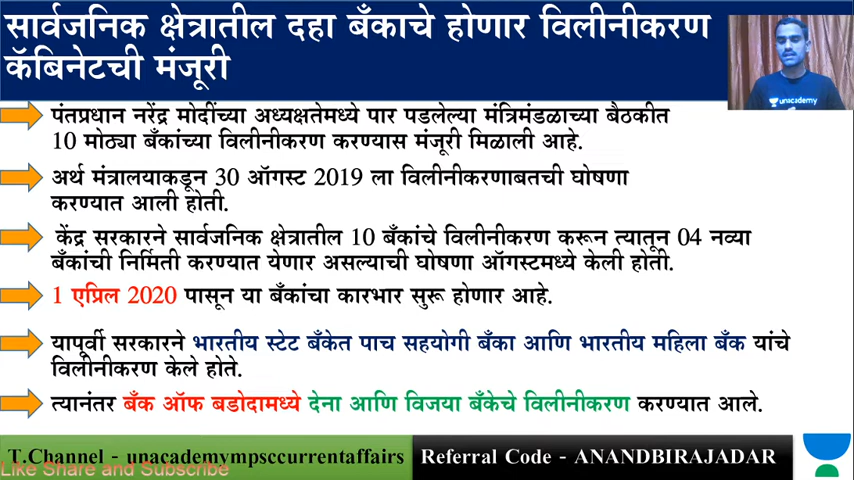 सार्वजनिक क्षेत्रातील दहा बँकाचे होणार विलीनीकरण
कॅबिनेटची मंजूरी
unacademy
पंतप्रधान नरेंद्र मोदींच्या अध्यक्षतेमध्ये पार पडलेल्या मंत्रिमंडळाच्या बैठकीत
10 मोठ्या बँकांच्या विलीनीकरण करण्यास मंजूरी मिळाली आहे.
अर्थ मंत्रालयाकडून 30 ऑगस्ट 2019 ला विलीनीकरणाबतची घोषणा
करण्यात आली होती.
केंद्र सरकारने सार्वजनिक क्षेत्रातील 10 बँकांचे विलीनीकरण करून त्यातून 04 नव्या
बँकांची निर्मिती करण्यात येणार असल्याची घोषणा ऑगस्टमध्ये केली होती.
1 एप्रिल 2020 पासून या बँकांचा कारभार सुरू होणार आहे.
यापूर्वी सरकारने भारतीय स्टेट बँकेत पाच सहयोगी बँका आणि भारतीय महिला बँक यांचे
विलीनीकरण केले होते.
त्यानंतर बँक ऑफ बडोदामध्ये देना आणि विजया बँकेचे विलीनीकरण करण्यात आले.
T.Channel - unacademympsccurrentaffairs
Referral Code - ANANDBIRAJADAR
Like Share and Subscribe